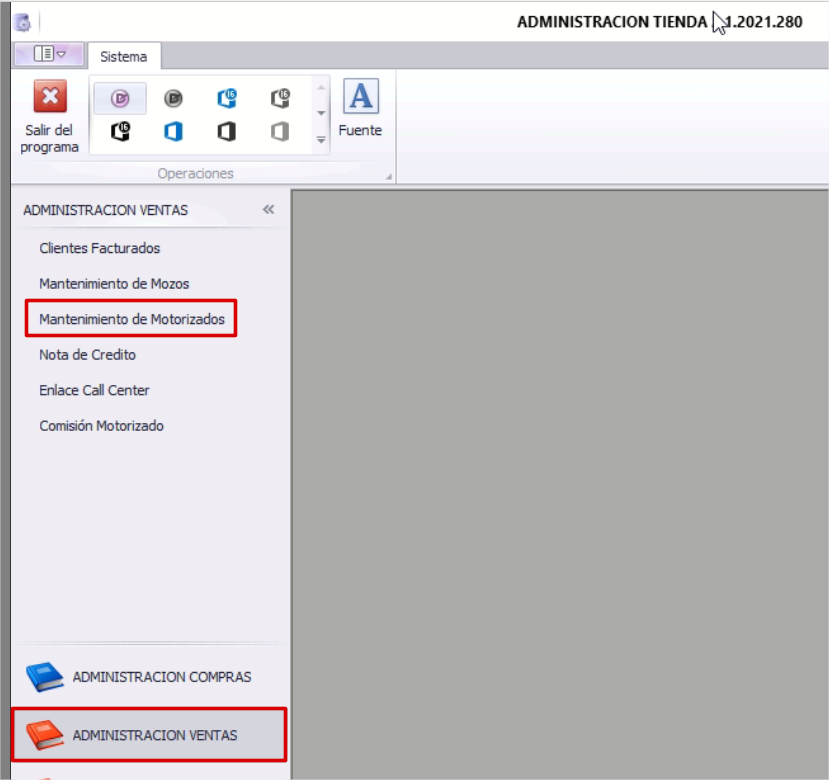 ADMINISTRACION TIENDA 1.2021.280
Sistema
Salir del
programa
Fuente
Operaciones
ADMINISTRACION VENTAS
Clientes Facturados
Mantenimiento de Mozos
Mantenimiento de Motorizados
Nota de Credito
Enlace Call Center
Comisión Motorizado
ADMINISTRACION COMPRAS
ADMINISTRACION VENTAS